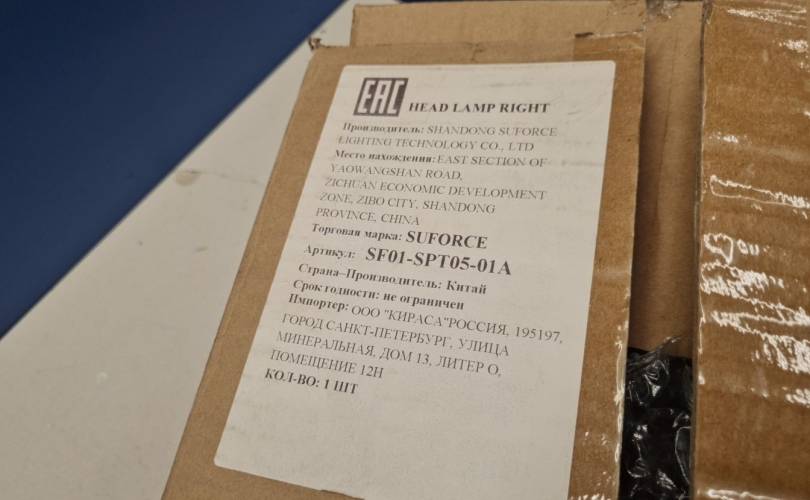 EAC HEAD LAMP RIGHT
Производитель: SHANDONG SUFORCE
LIGHTING TECHNOLOGY CO., LTD
Место нахождения: EAST SECTION OF
YAOWANGSHAN ROAD,
ZICHUAN ECONOMIC DEVELOPMENT
ZONE, ZIBO CITY, SHANDONG
PROVINCE, CHINA
Торговая марка: SUFORCE
Артикул: SF01-SPT05-01A
Страна–Производитель: Китай
Срок годности: не ограничен
Импортер: ООО "КИРАСА"РОССИЯ, 195197,
ГОРОД САНКТ-ПЕТЕРБУРГ, УЛИЦА
МИНЕРАЛЬНАЯ, ДОМ 13, ЛИТЕР О,
ПОМЕЩЕНИЕ 12Н
КОЛ-ВО: 1 ШТ